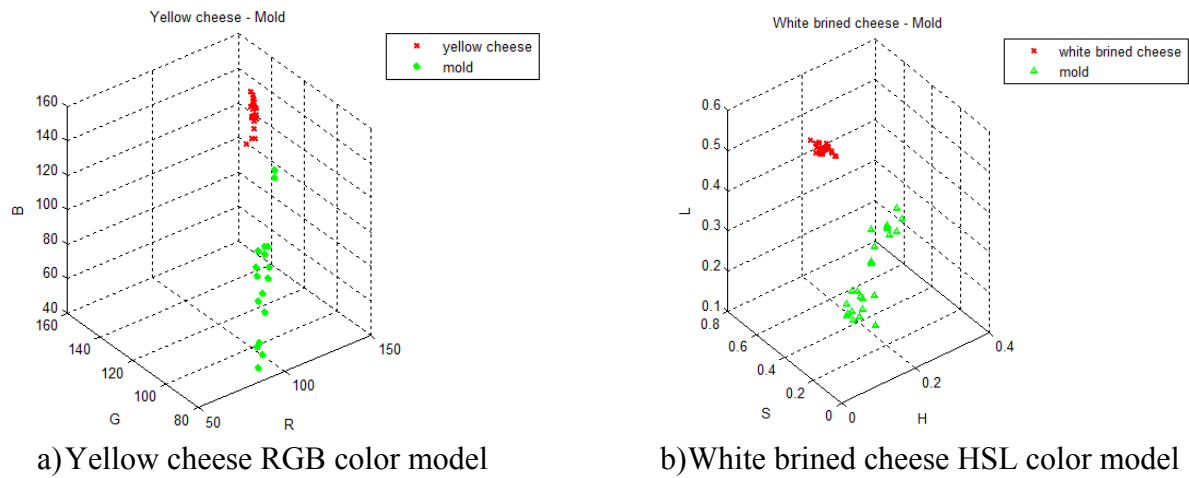 Yellow cheese - Mold
yellow cheese
mold
160
140
120
100
80
60
40
B
160
140
120
100
80
G
50
100
150
R
White brined cheese - Mold
white brined cheese
mold
0.6
0.5
0.4
0.3
0.2
0.1
L
0.8
0.6
0.4
0.2
0
S
0
0.2
0.4
H
a) Yellow cheese RGB color model
b) White brined cheese HSL color model